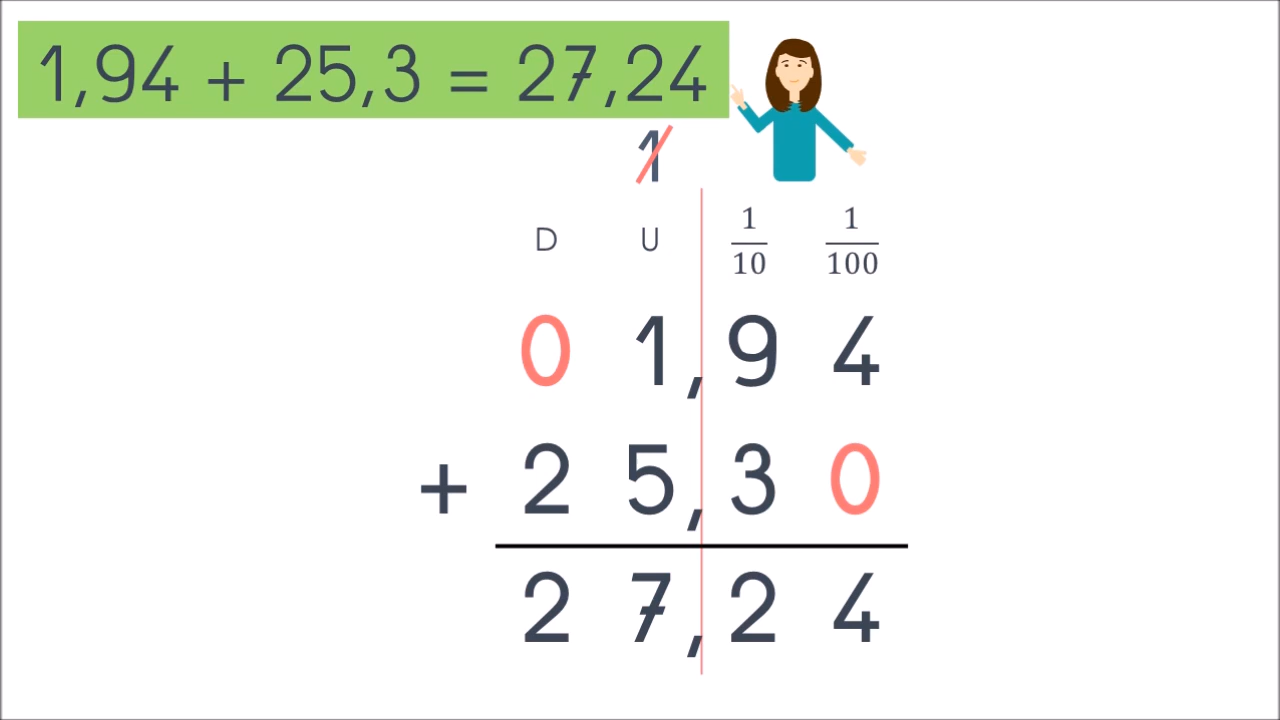 1,94 + 25,3 = 27,24
1
D U 1/10 1/100
0 1,9 4
+ 2 5,3 0
2 7,2 4